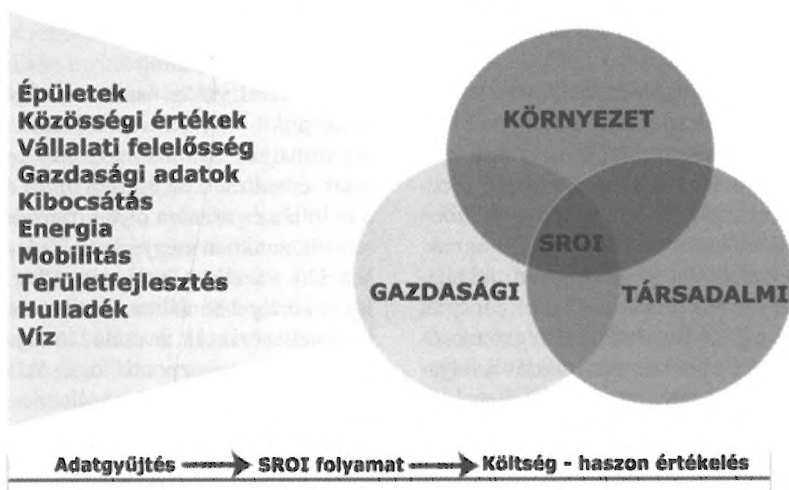 Épületek
Közösségi értékek
Vállalati felelősség
Gazdasági adatok
Kibocsátás
Energia
Mobilitás
Területfejlesztés
Hulladék
Víz
KÖRNYEZET
SROI
GAZDASÁGI
TÁRSADALMI
Adatgyűjtés → SROI folyamat → Költség - haszon értékelés